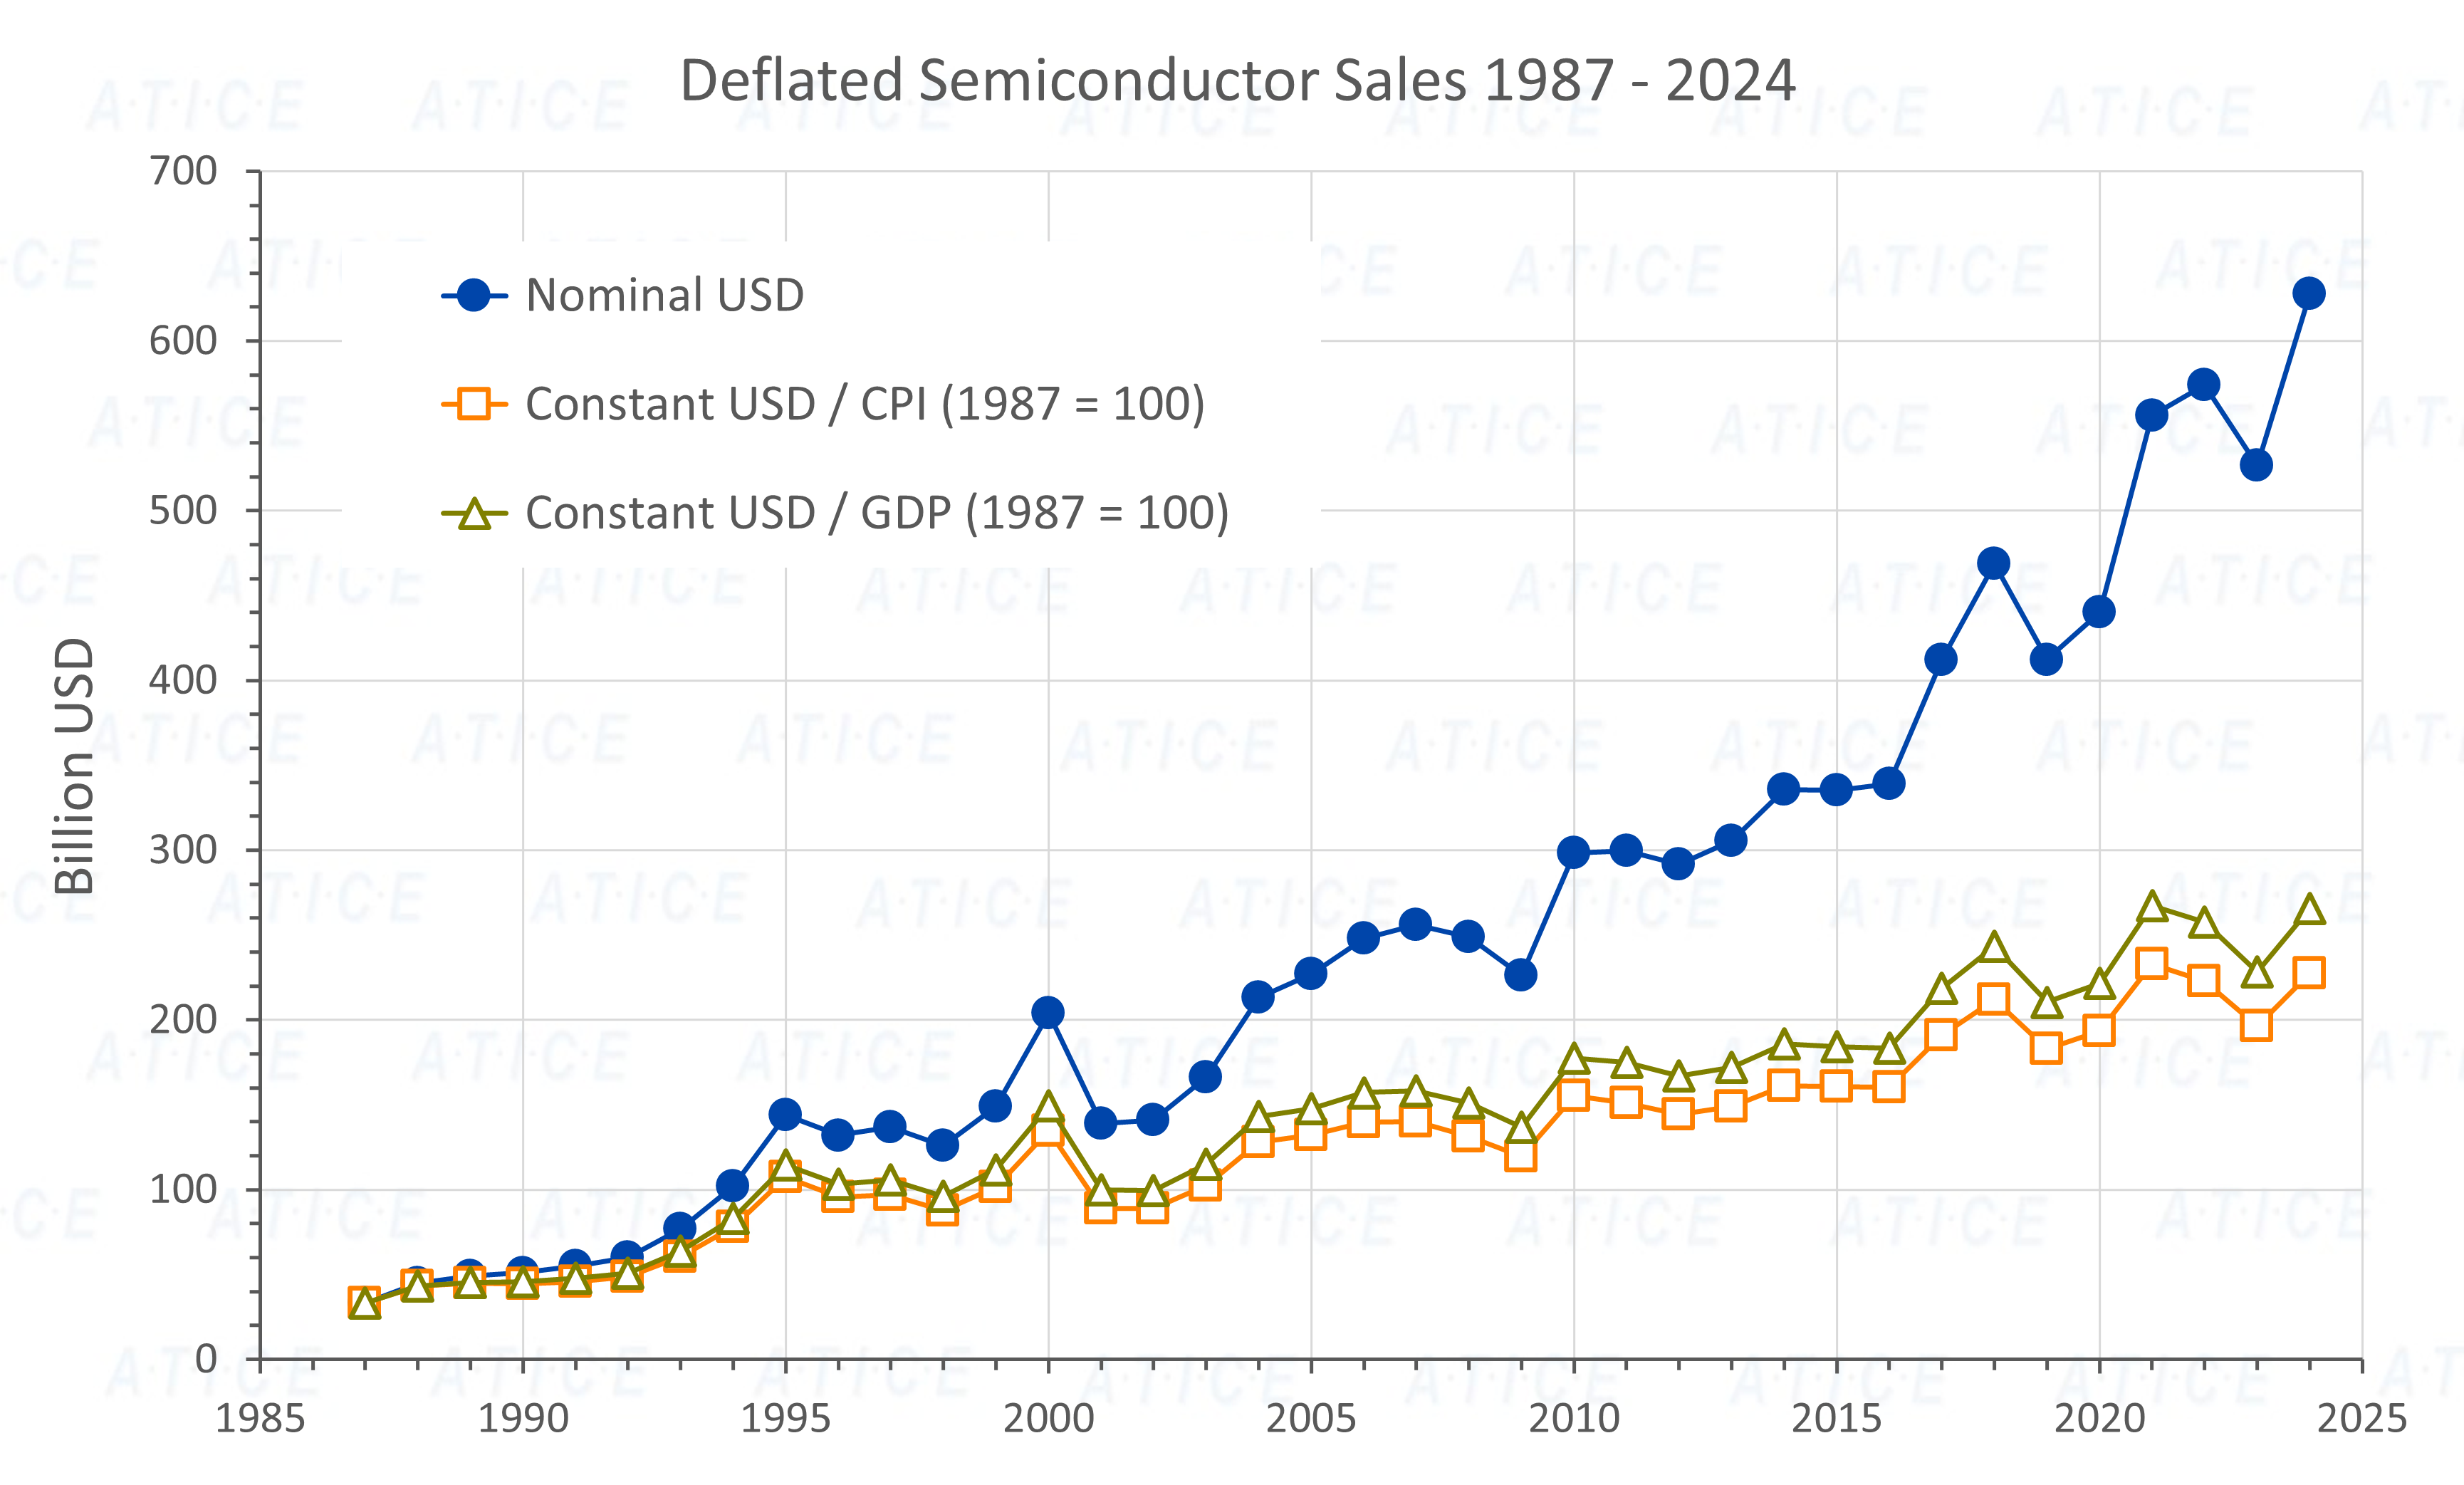 Deflated Semiconductor Sales 1987 - 2024
700
600
500
400
300
200
100
0
Billion USD
Nominal USD
Constant USD / CPI (1987 = 100)
Constant USD / GDP (1987 = 100)
1985 1990 1995 2000 2005 2010 2015 2020 2025
A·T·I·C·E